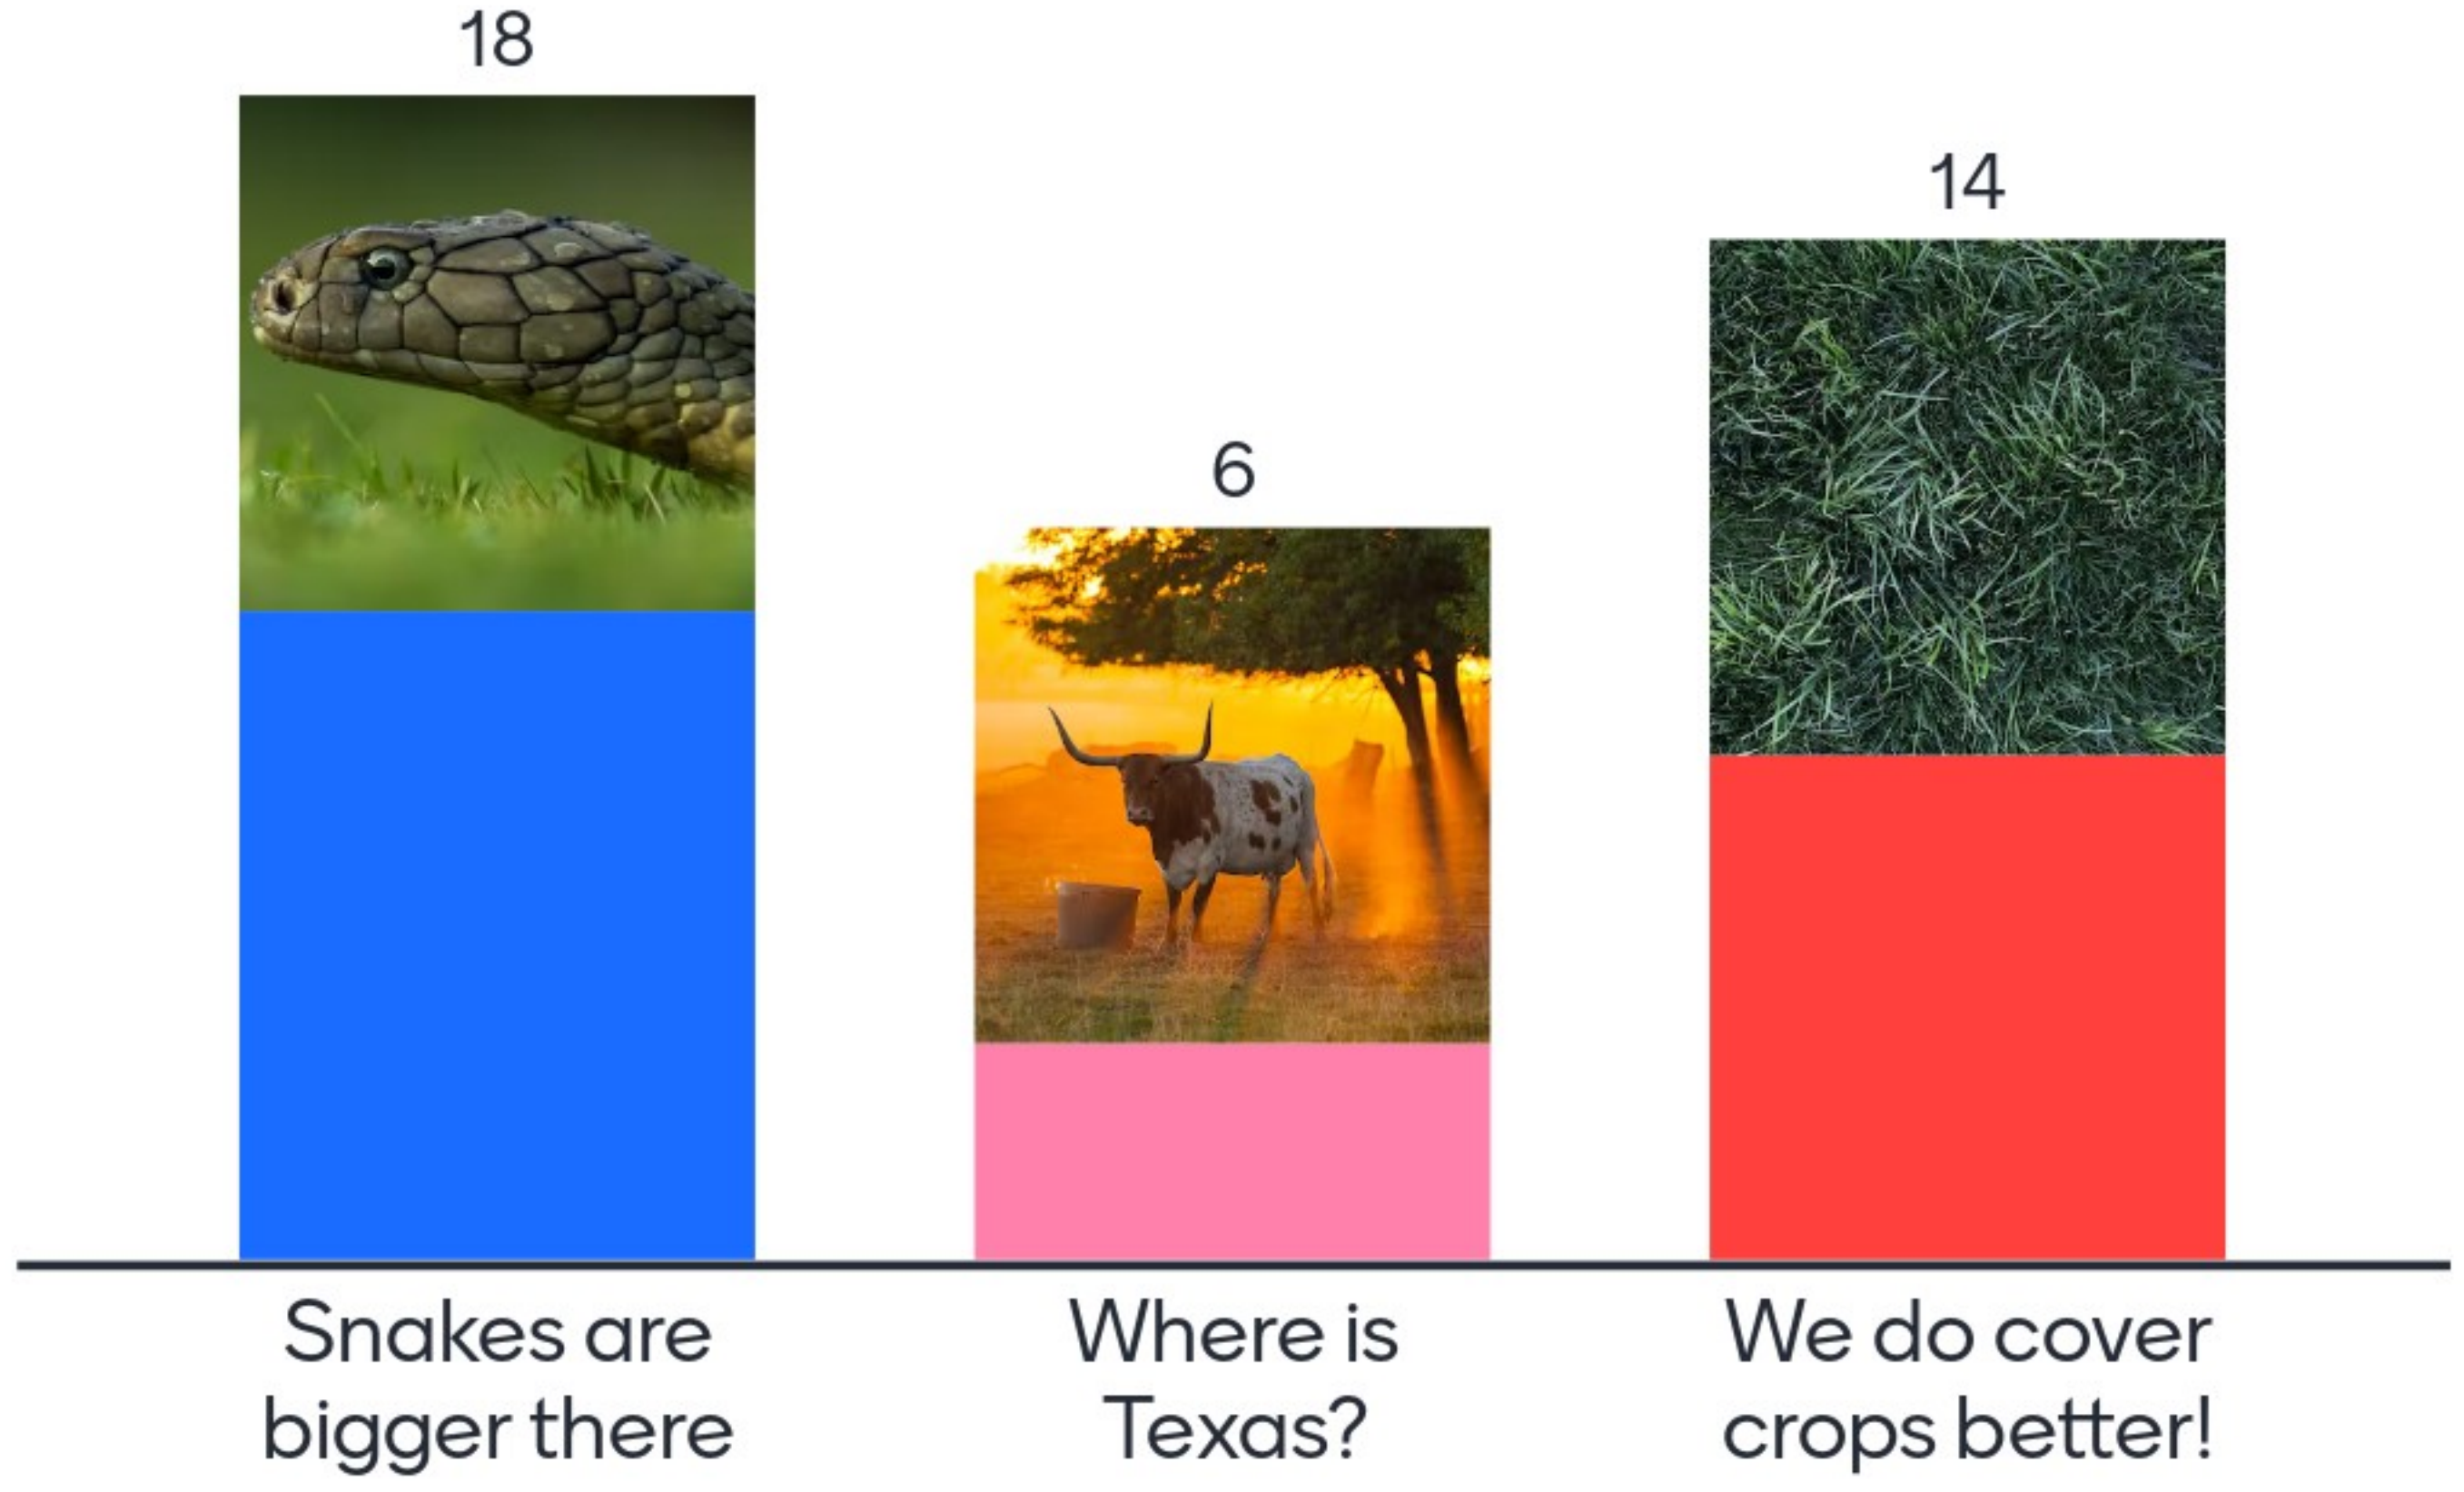 18
6
14
Snakes are
bigger there
Where is
Texas?
We do cover
crops better!